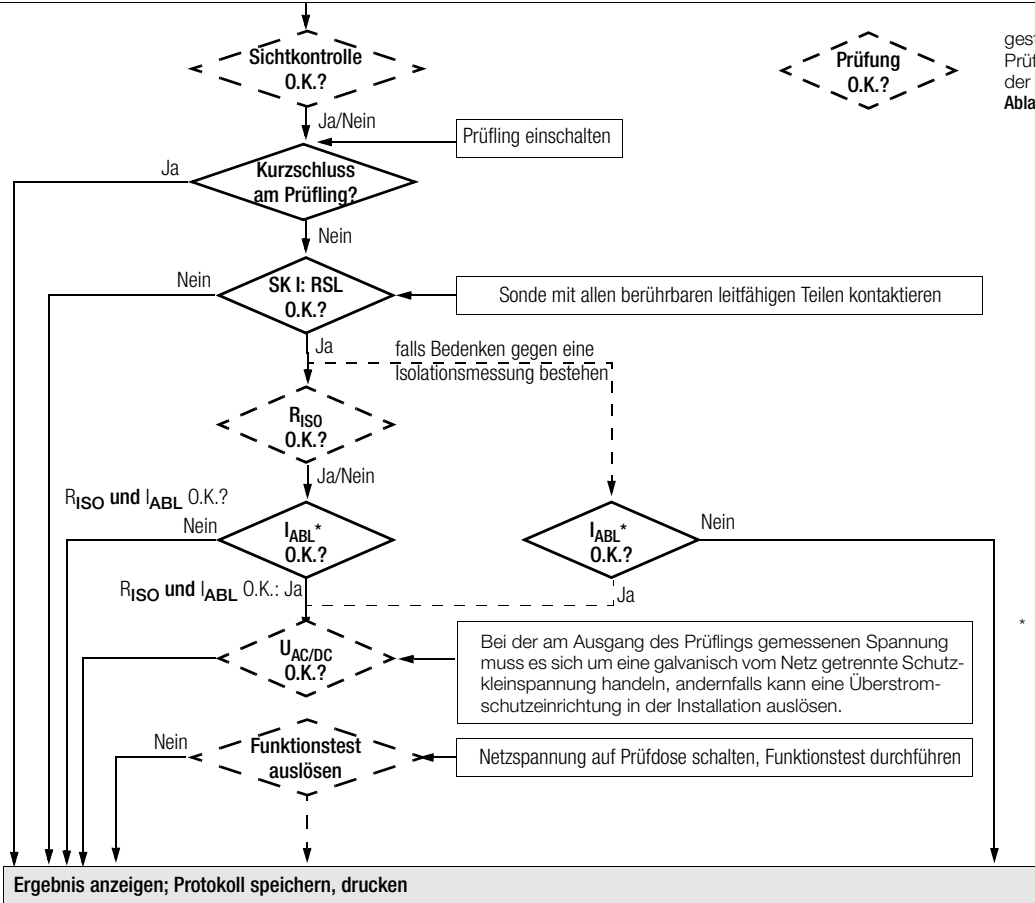 Sichtkontrolle
O.K.?
Prüfung
O.K.?
der
Ja/Nein
Prüfling einschalten
Ja
Kurzschluss
am Prüfling?
Nein
Nein
SK I: RSL
O.K.?
Sonde mit allen berührbaren leitfähigen Teilen kontaktieren
Ja
falls Bedenken gegen eine
Isolationsmessung bestehen
RISO
O.K.?
Ja/Nein
RISO und IABL O.K.?
Nein
IABL*
O.K.?
IABL*
O.K.?
Nein
RISO und IABL O.K.: Ja
Ja
*
UAC/DC
O.K.?
Bei der am Ausgang des Prüflings gemessenen Spannung
muss es sich um eine galvanisch vom Netz getrennte Schutz-
kleinspannung handeln, andernfalls kann eine Überstrom-
schutzeinrichtung in der Installation auslösen.
Nein
Funktionstest
auslösen
Netzspannung auf Prüfdose schalten, Funktionstest durchführen
Ergebnis anzeigen; Protokoll speichern, drucken